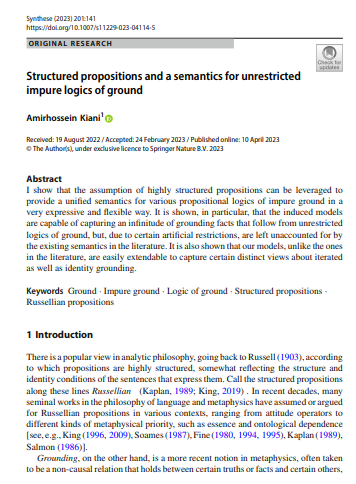 Synthese (2023) 201:141
https://doi.org/10.1007/s11229-023-04114-5
ORIGINAL RESEARCH
Check for
updates
Structured propositions and a semantics for unrestricted
impure logics of ground
Amirhossein Kiani1
Received: 19 August 2022 / Accepted: 24 February 2023 / Published online: 10 April 2023
© The Author(s), under exclusive licence to Springer Nature B.V. 2023
Abstract
I show that the assumption of highly structured propositions can be leveraged to
provide a unified semantics for various propositional logics of impure ground in a
very expressive and flexible way. It is shown, in particular, that the induced models
are capable of capturing an infinitude of grounding facts that follow from unrestricted
logics of ground, but, due to certain artificial restrictions, are left unaccounted for by
the existing semantics in the literature. It is also shown that our models, unlike the ones
in the literature, are easily extendable to capture certain distinct views about iterated
as well as identity grounding.
Keywords Ground · Impure ground · Logic of ground · Structured propositions ·
Russellian propositions
1 Introduction
There is a popular view in analytic philosophy, going back to Russell (1903), according
to which propositions are highly structured, somewhat reflecting the structure and
identity conditions of the sentences that express them. Call the structured propositions
along these lines Russellian (Kaplan, 1989; King, 2019) . In recent decades, many
seminal works in the philosophy of language and metaphysics have assumed or argued
for Russellian propositions in various contexts, ranging from attitude operators to
different kinds of metaphysical priority, such as essence and ontological dependence
[see, e.g., King (1996, 2009), Soames (1987), Fine (1980, 1994, 1995), Kaplan (1989),
Salmon (1986)].
Grounding, on the other hand, is a more recent notion in metaphysics, often taken
to be a non-causal relation that holds between certain truths or facts and certain others,